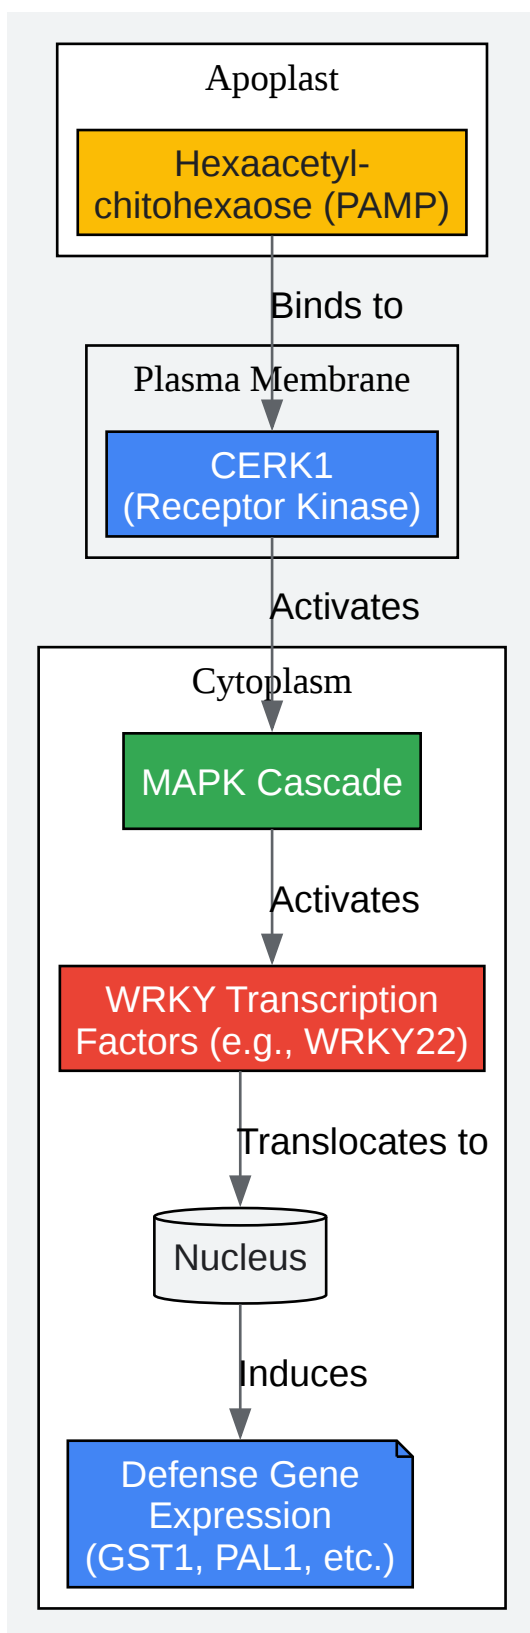 Apoplast
Hexaacetyl-
chitohexaose (PAMP)
Binds to
Plasma Membrane
CERK1
(Receptor Kinase)
Activates
Cytoplasm
MAPK Cascade
Activates
WRKY Transcription
Factors (e.g., WRKY22)
Translocates to
Nucleus
Induces
Defense Gene
Expression
(GST1, PAL1, etc.)